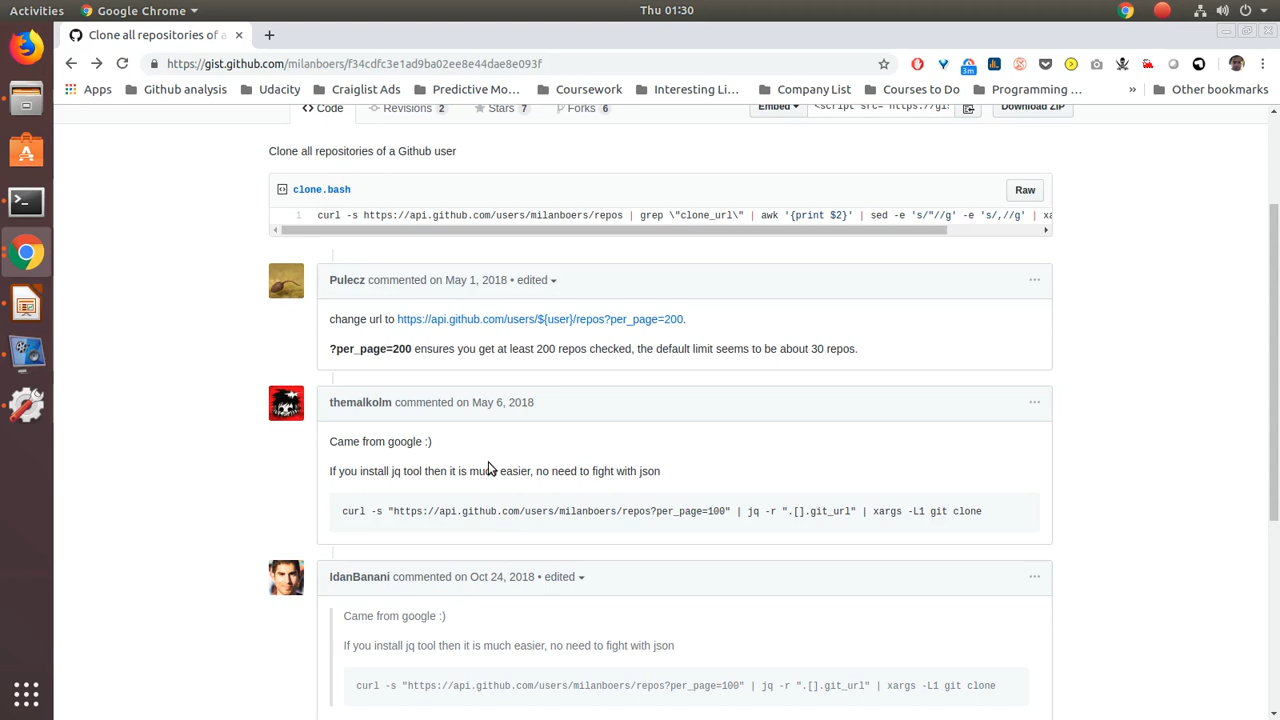 Activities
Google Chrome
Thu 01:30
Clone all repositories of a
https://gist.github.com/milanboers/f34cdfc3e1ad9ba02ee8e44dae8e093f
3m
Apps
Github analysis
Udacity
Craiglist Ads
Predictive Mo...
Coursework
Interesting Li...
Company List
Courses to Do
Programming ...
»
Other bookmarks
Code
Revisions 2
Stars 7
Forks 6
Embed
<script src="https://gi
Download ZIP
Clone all repositories of a Github user
clone.bash
Raw
1 curl -s https://api.github.com/users/milanboers/repos | grep \"clone_url\" | awk '{print $2}' | sed -e 's/"//g' -e 's/,//g' | xa
Pulecz commented on May 1, 2018 • edited
change url to https://api.github.com/users/${user}/repos?per_page=200.
?per_page=200 ensures you get at least 200 repos checked, the default limit seems to be about 30 repos.
themalkolm commented on May 6, 2018
Came from google :)
If you install jq tool then it is much easier, no need to fight with json
curl -s "https://api.github.com/users/milanboers/repos?per_page=100" | jq -r ".[].git_url" | xargs -L1 git clone
IdanBanani commented on Oct 24, 2018 • edited
Came from google :)
If you install jq tool then it is much easier, no need to fight with json
curl -s "https://api.github.com/users/milanboers/repos?per_page=100" | jq -r ".[].git_url" | xargs -L1 git clone